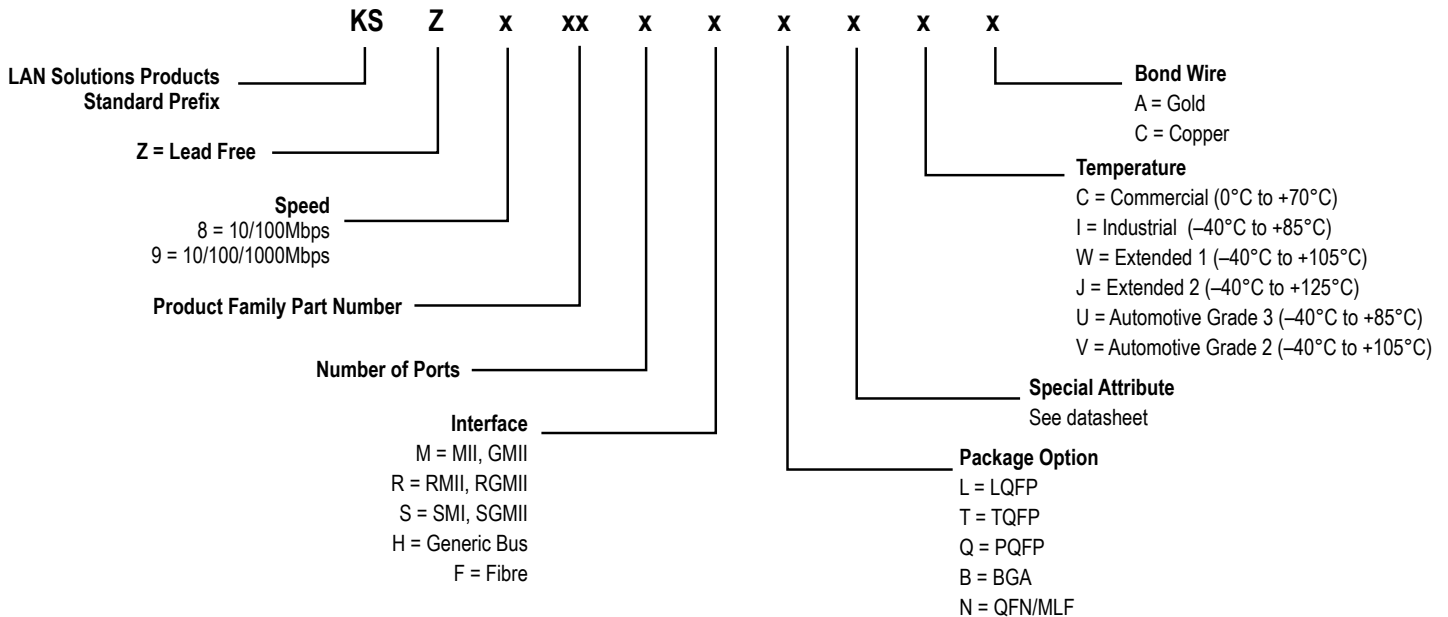 KS Z x xx x x x x x x
LAN Solutions Products
Standard Prefix
Z = Lead Free
Speed
8 = 10/100Mbps
9 = 10/100/1000Mbps
Product Family Part Number
Number of Ports
Interface
M = MII, GMII
R = RMII, RGMII
S = SMI, SGMII
H = Generic Bus
F = Fibre
Bond Wire
A = Gold
C = Copper
Temperature
C = Commercial (0°C to +70°C)
I = Industrial (–40°C to +85°C)
W = Extended 1 (–40°C to +105°C)
J = Extended 2 (–40°C to +125°C)
U = Automotive Grade 3 (–40°C to +85°C)
V = Automotive Grade 2 (–40°C to +105°C)
Special Attribute
See datasheet
Package Option
L = LQFP
T = TQFP
Q = PQFP
B = BGA
N = QFN/MLF